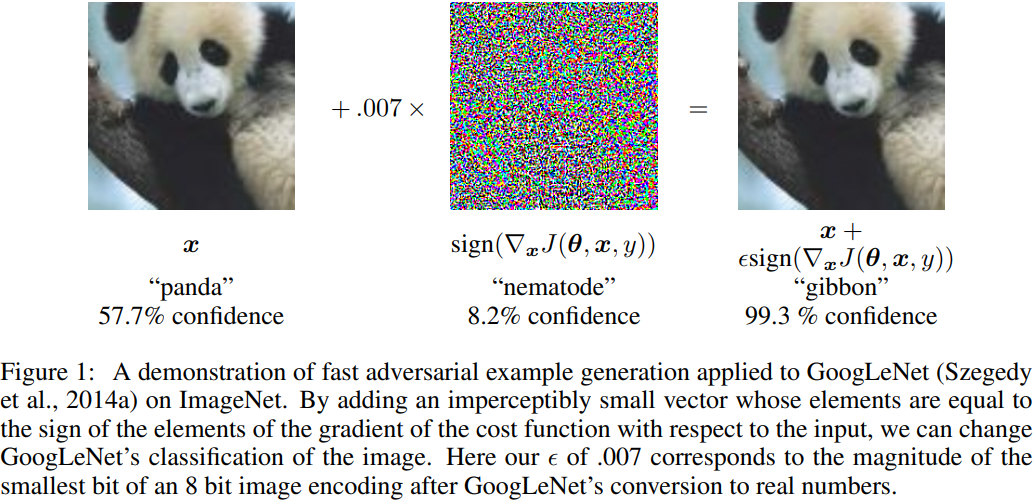 + .007 ×
=
x
sign(∇ₓJ(θ, x, y))
x +
ϵsign(∇ₓJ(θ, x, y))
“panda”
“nematode”
“gibbon”
57.7% confidence
8.2% confidence
99.3 % confidence
Figure 1: A demonstration of fast adversarial example generation applied to GoogLeNet (Szegedy
et al., 2014a) on ImageNet. By adding an imperceptibly small vector whose elements are equal to
the sign of the elements of the gradient of the cost function with respect to the input, we can change
GoogLeNet’s classification of the image. Here our ϵ of .007 corresponds to the magnitude of the
smallest bit of an 8 bit image encoding after GoogLeNet’s conversion to real numbers.